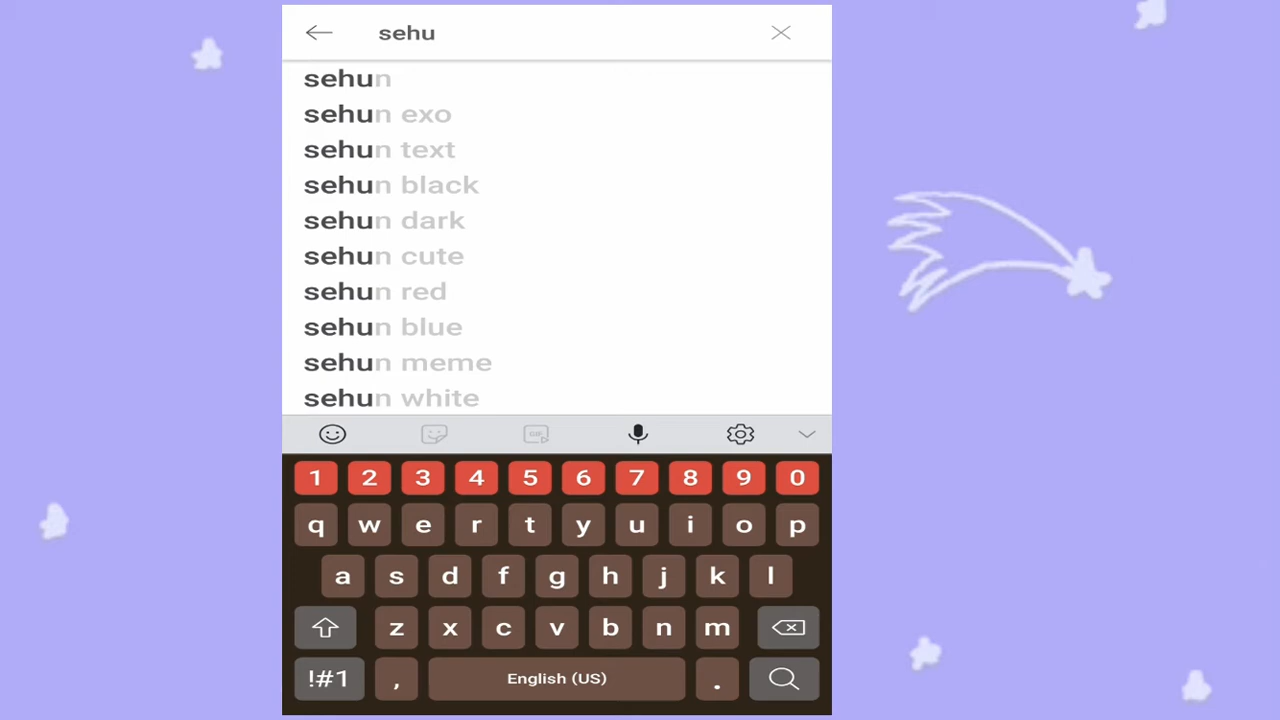 sehu
sehun
sehun exo
sehun text
sehun black
sehun dark
sehun cute
sehun red
sehun blue
sehun meme
sehun white
GIF
1 2 3 4 5 6 7 8 9 0
q w e r t y u i o p
a s d f g h j k l
z x c v b n m
!#1 , English (US) .